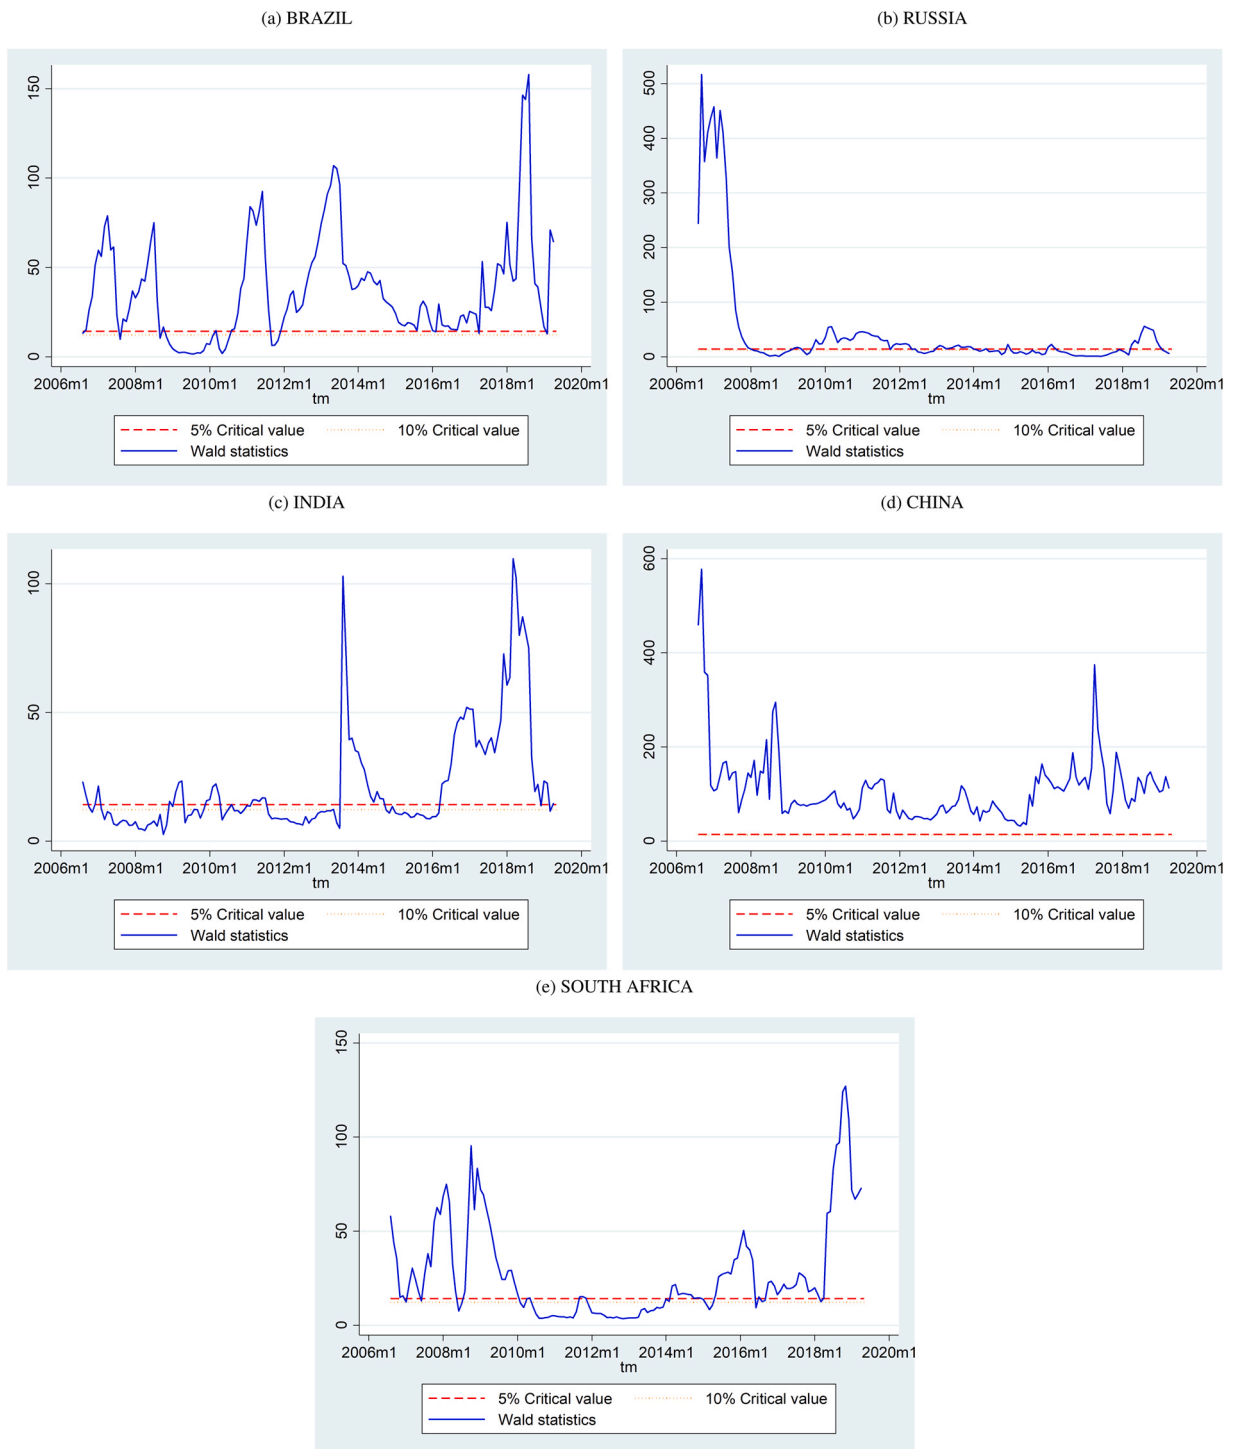 (a) BRAZIL
150
100
50
0
2006m1 2008m1 2010m1 2012m1 2014m1 2016m1 2018m1 2020m1
tm
5% Critical value 10% Critical value
Wald statistics
(b) RUSSIA
500
400
300
200
100
0
2006m1 2008m1 2010m1 2012m1 2014m1 2016m1 2018m1 2020m1
tm
5% Critical value 10% Critical value
Wald statistics
(c) INDIA
100
50
0
2006m1 2008m1 2010m1 2012m1 2014m1 2016m1 2018m1 2020m1
tm
5% Critical value 10% Critical value
Wald statistics
(d) CHINA
600
400
200
0
2006m1 2008m1 2010m1 2012m1 2014m1 2016m1 2018m1 2020m1
tm
5% Critical value 10% Critical value
Wald statistics
(e) SOUTH AFRICA
150
100
50
0
2006m1 2008m1 2010m1 2012m1 2014m1 2016m1 2018m1 2020m1
tm
5% Critical value 10% Critical value
Wald statistics